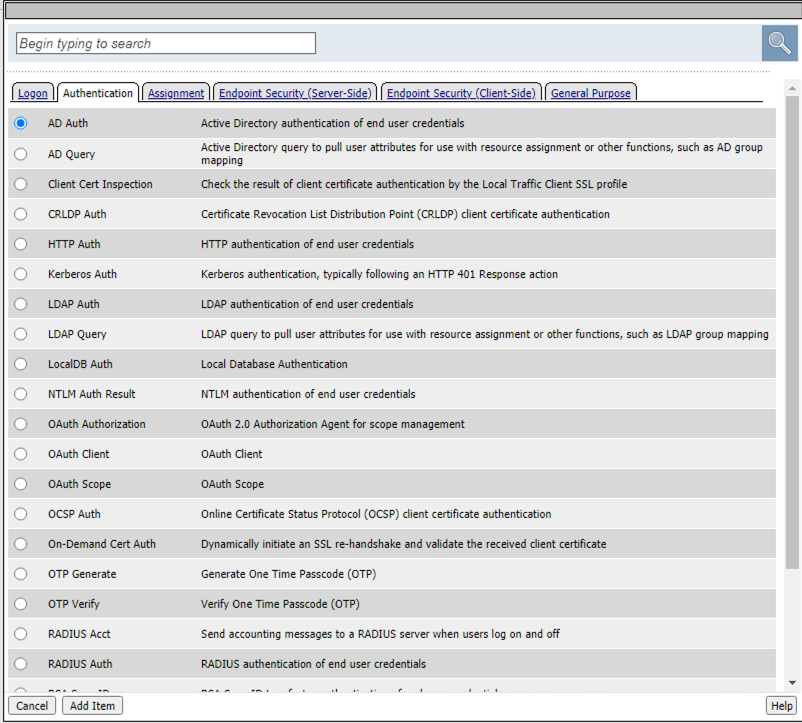 Begin typing to search
Logon Authentication Assignment Endpoint Security (Server-Side) Endpoint Security (Client-Side) General Purpose
AD Auth Active Directory authentication of end user credentials
AD Query Active Directory query to pull user attributes for use with resource assignment or other functions, such as AD group
mapping
Client Cert Inspection Check the result of client certificate authentication by the Local Traffic Client SSL profile
CRLDP Auth Certificate Revocation List Distribution Point (CRLDP) client certificate authentication
HTTP Auth HTTP authentication of end user credentials
Kerberos Auth Kerberos authentication, typically following an HTTP 401 Response action
LDAP Auth LDAP authentication of end user credentials
LDAP Query LDAP query to pull user attributes for use with resource assignment or other functions, such as LDAP group mapping
LocalDB Auth Local Database Authentication
NTLM Auth Result NTLM authentication of end user credentials
OAuth Authorization OAuth 2.0 Authorization Agent for scope management
OAuth Client OAuth Client
OAuth Scope OAuth Scope
OCSP Auth Online Certificate Status Protocol (OCSP) client certificate authentication
On-Demand Cert Auth Dynamically initiate an SSL re-handshake and validate the received client certificate
OTP Generate Generate One Time Passcode (OTP)
OTP Verify Verify One Time Passcode (OTP)
RADIUS Acct Send accounting messages to a RADIUS server when users log on and off
RADIUS Auth RADIUS authentication of end user credentials
Cancel Add Item Help